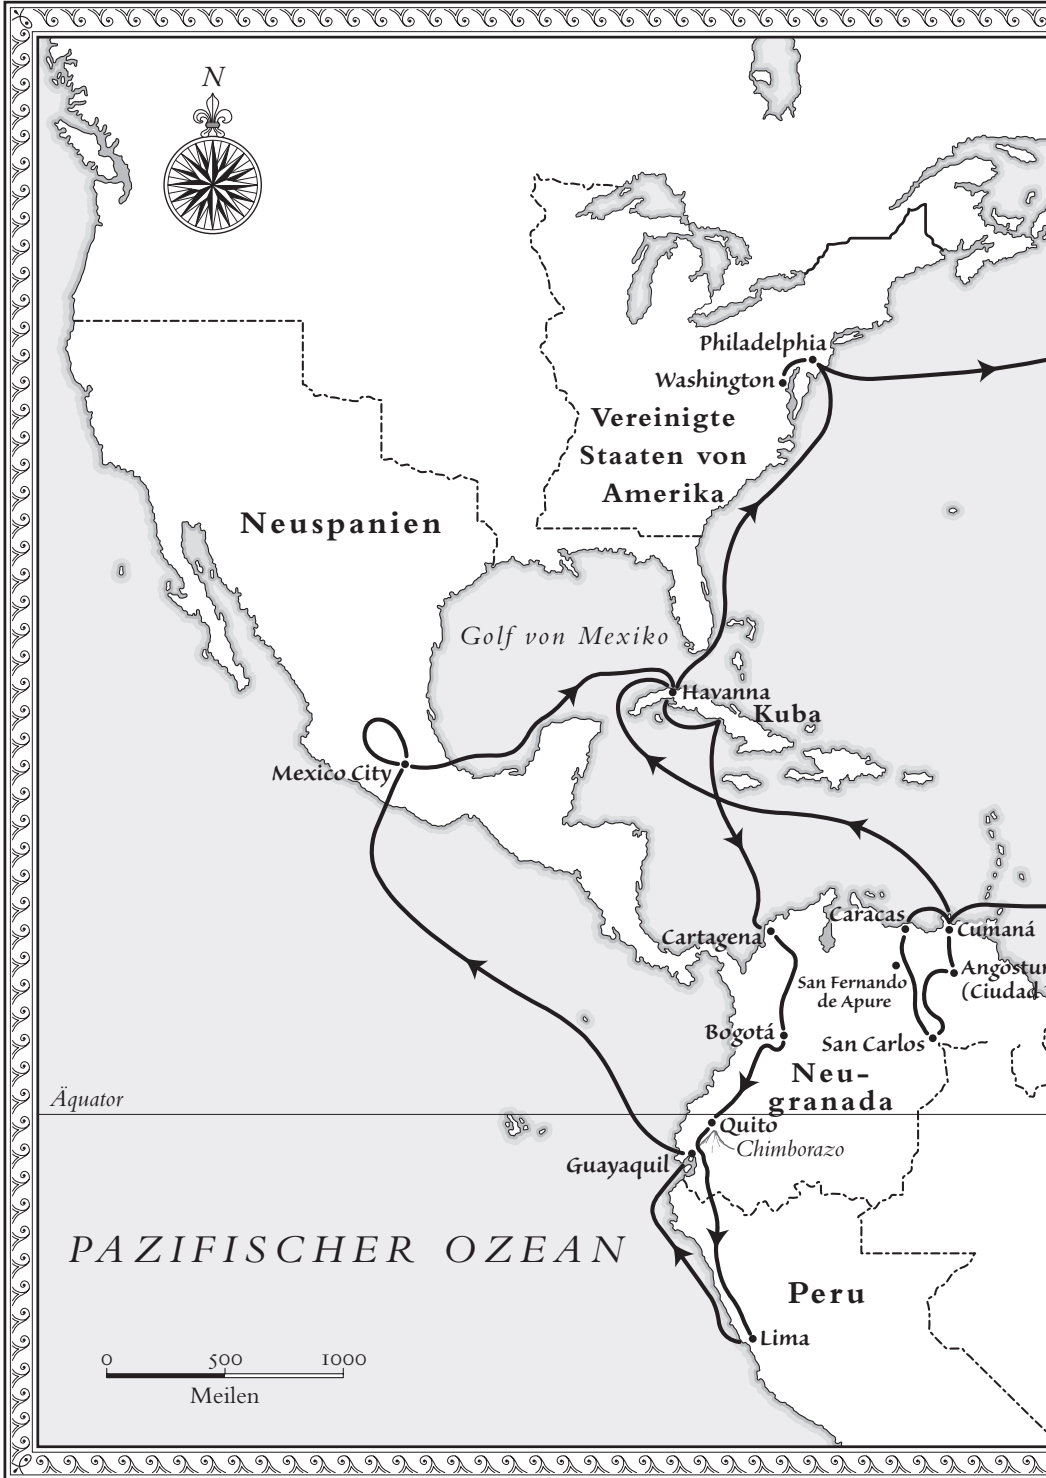 N
Philadelphia
Washington
Vereinigte
Staaten von
Amerika
Neuspanien
Golf von Mexiko
Havanna
Kuba
Mexico City
Caracas
Cumaná
Cartagena
San Fernando
de Apure
Angostur
(Ciudad
Bogotá
San Carlos
Neu-
granada
Äquator
Quito
Chimborazo
Guayaquil
PAZIFISCHER OZEAN
Peru
Lima
0 500 1000
Meilen